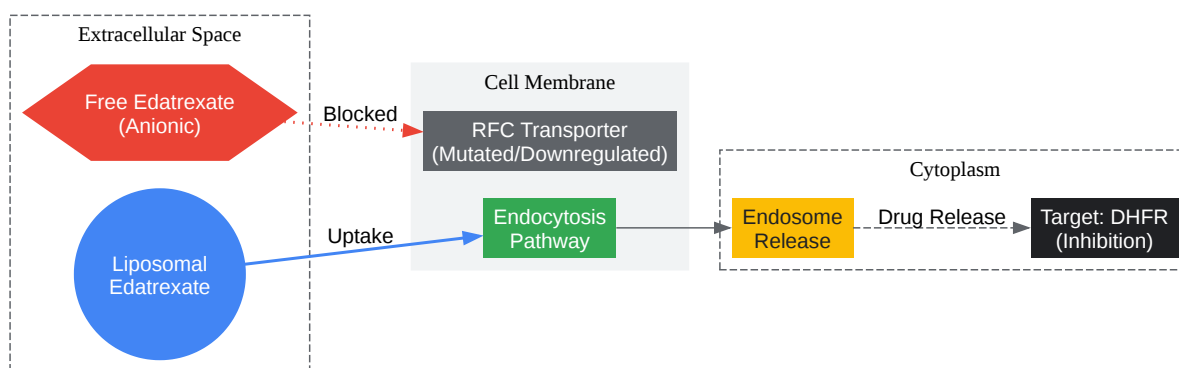 Extracellular Space
Free Edatrexate
(Anionic)
Blocked
Cell Membrane
RFC Transporter
(Mutated/Downregulated)
Liposomal
Edatrexate
Uptake
Endocytosis
Pathway
Cytoplasm
Endosome
Release
Drug Release
Target: DHFR
(Inhibition)